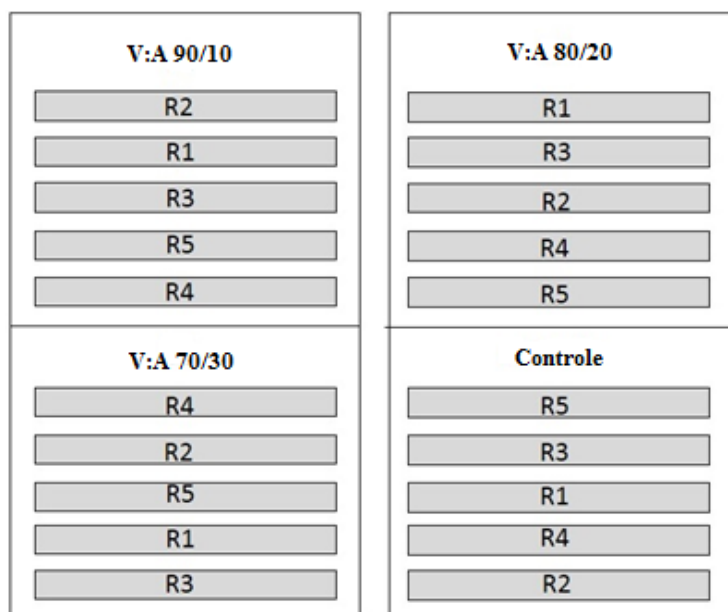 V:A 90/10
R2
R1
R3
R5
R4
V:A 80/20
R1
R3
R2
R4
R5
V:A 70/30
R4
R2
R5
R1
R3
Controle
R5
R3
R1
R4
R2